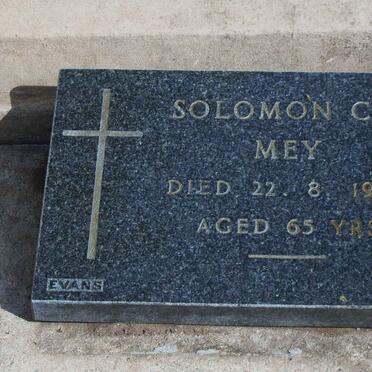 SOLOMON C
MEY
DIED 22. 8. 19
AGED 65 YRS
EVANS